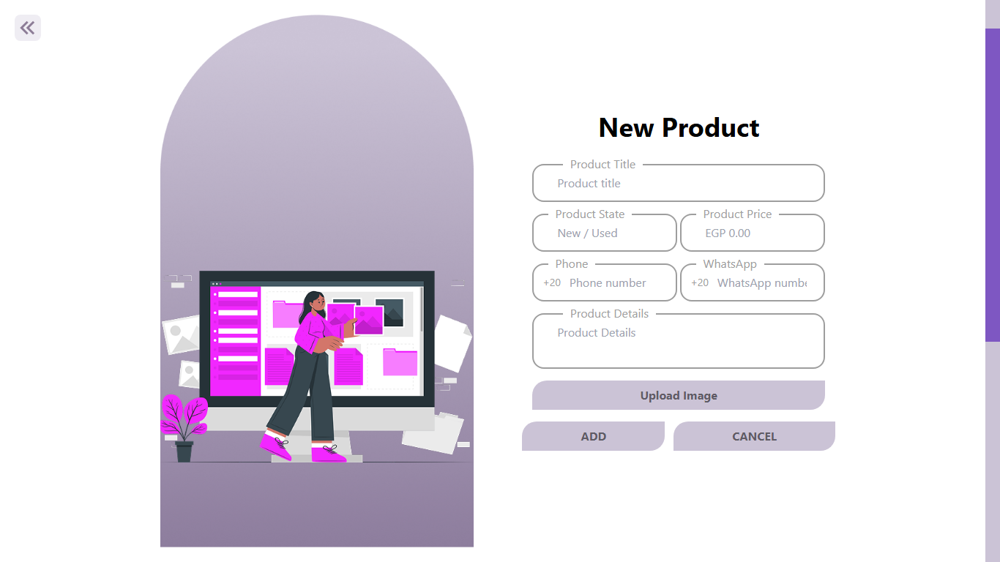 New Product
Product Title
Product title
Product State
New / Used
Product Price
EGP 0.00
Phone
+20 Phone number
WhatsApp
+20 WhatsApp numbe
Product Details
Product Details
Upload Image
ADD
CANCEL